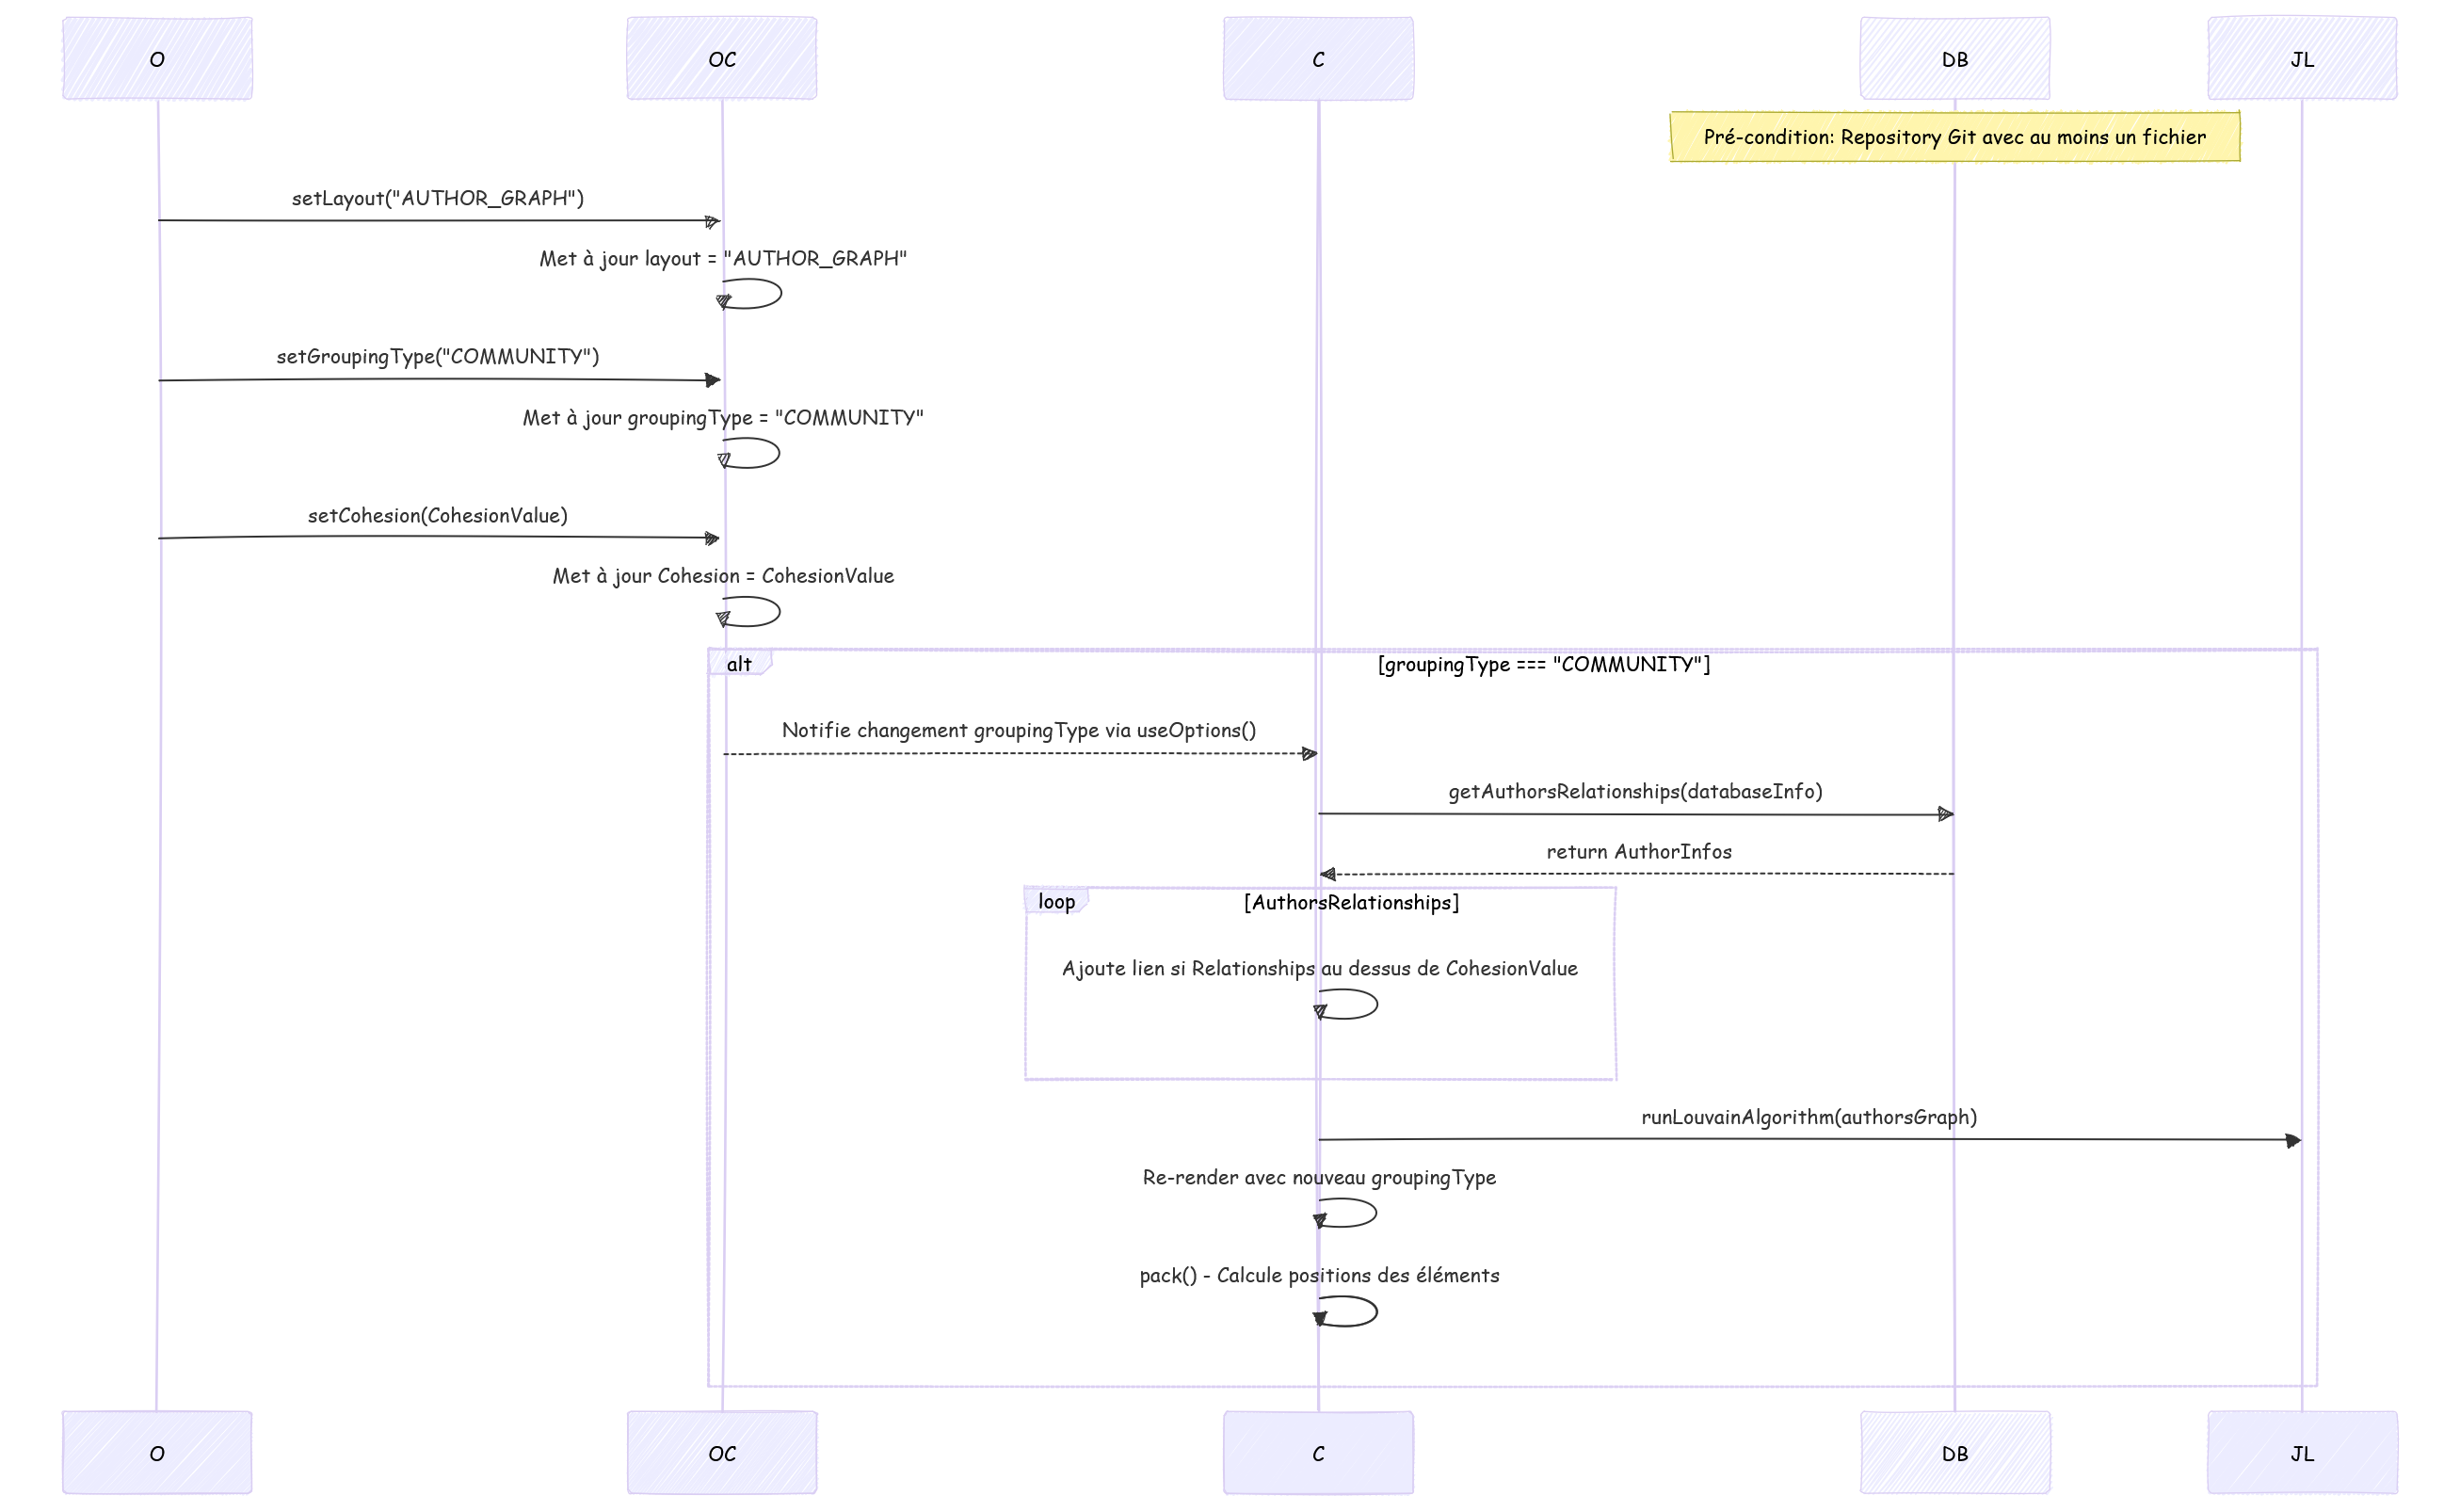 O
OC
C
DB
JL
Pré-condition: Repository Git avec au moins un fichier
setLayout("AUTHOR_GRAPH")
Met à jour layout = "AUTHOR_GRAPH"
setGroupingType("COMMUNITY")
Met à jour groupingType = "COMMUNITY"
setCohesion(CohesionValue)
Met à jour Cohesion = CohesionValue
alt
[groupingType === "COMMUNITY"]
Notifie changement groupingType via useOptions()
getAuthorsRelationships(databaseInfo)
return AuthorInfos
loop
[AuthorsRelationships]
Ajoute lien si Relationships au dessus de CohesionValue
runLouvainAlgorithm(authorsGraph)
Re-render avec nouveau groupingType
pack() - Calcule positions des éléments
O
OC
C
DB
JL